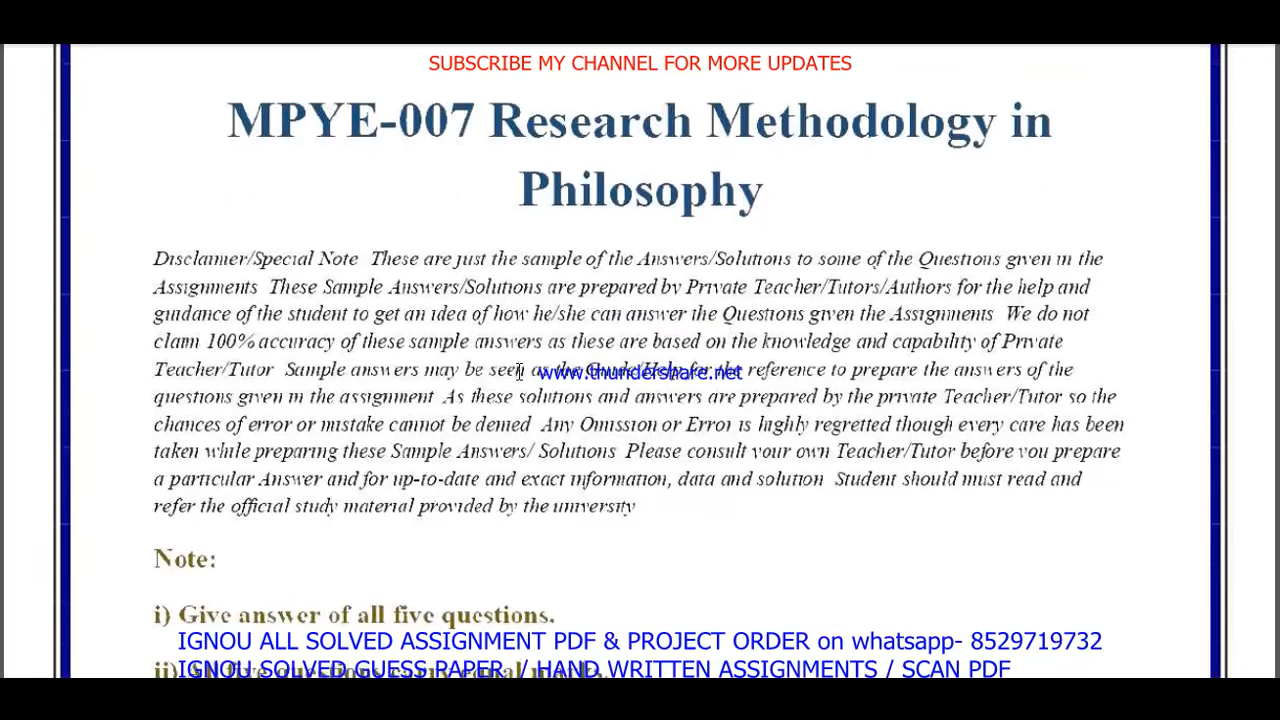 SUBSCRIBE MY CHANNEL FOR MORE UPDATES
MPYE-007 Research Methodology in
Philosophy
Disclaimer/Special Note These are just the sample of the Answers/Solutions to some of the Questions given in the
Assignments These Sample Answers/Solutions are prepared by Private Teacher/Tutors/Authors for the help and
guidance of the student to get an idea of how he/she can answer the Questions given the Assignments We do not
claim 100% accuracy of these sample answers as these are based on the knowledge and capability of Private
Teacher/Tutor Sample answers may be seen as the Guide/Help for the reference to prepare the answers of the
www.thundershare.net
questions given in the assignment As these solutions and answers are prepared by the private Teacher/Tutor so the
chances of error or mistake cannot be denied Any Omission or Error is highly regretted though every care has been
taken while preparing these Sample Answers/ Solutions Please consult your own Teacher/Tutor before you prepare
a particular Answer and for up-to-date and exact information, data and solution Student should must read and
refer the official study material provided by the university
Note:
i) Give answer of all five questions.
IGNOU ALL SOLVED ASSIGNMENT PDF & PROJECT ORDER on whatsapp- 8529719732
ii) All five questions carry equal marks.
IGNOU SOLVED GUESS PAPER / HAND WRITTEN ASSIGNMENTS / SCAN PDF